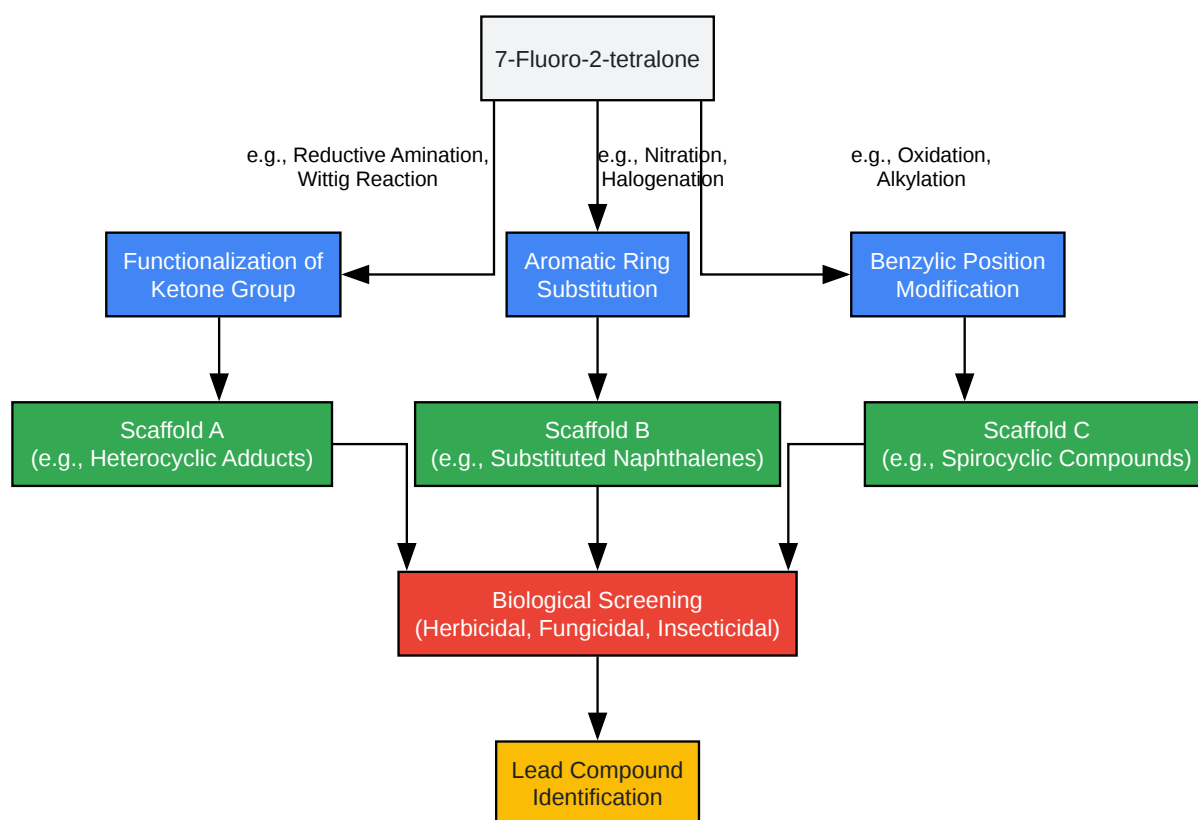 7-Fluoro-2-tetralone
e.g., Reductive Amination,
Wittig Reaction
e.g., Nitration,
Halogenation
e.g., Oxidation,
Alkylation
Functionalization of
Ketone Group
Aromatic Ring
Substitution
Benzylic Position
Modification
Scaffold A
(e.g., Heterocyclic Adducts)
Scaffold B
(e.g., Substituted Naphthalenes)
Scaffold C
(e.g., Spirocyclic Compounds)
Biological Screening
(Herbicidal, Fungicidal, Insecticidal)
Lead Compound
Identification